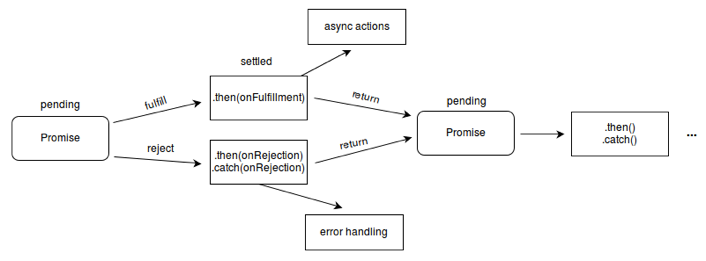 async actions
settled
pending
fulfill
.then(onFulfillment)
return
pending
Promise
Promise
.then()
.catch()
...
reject
.then(onRejection)
.catch(onRejection)
return
error handling